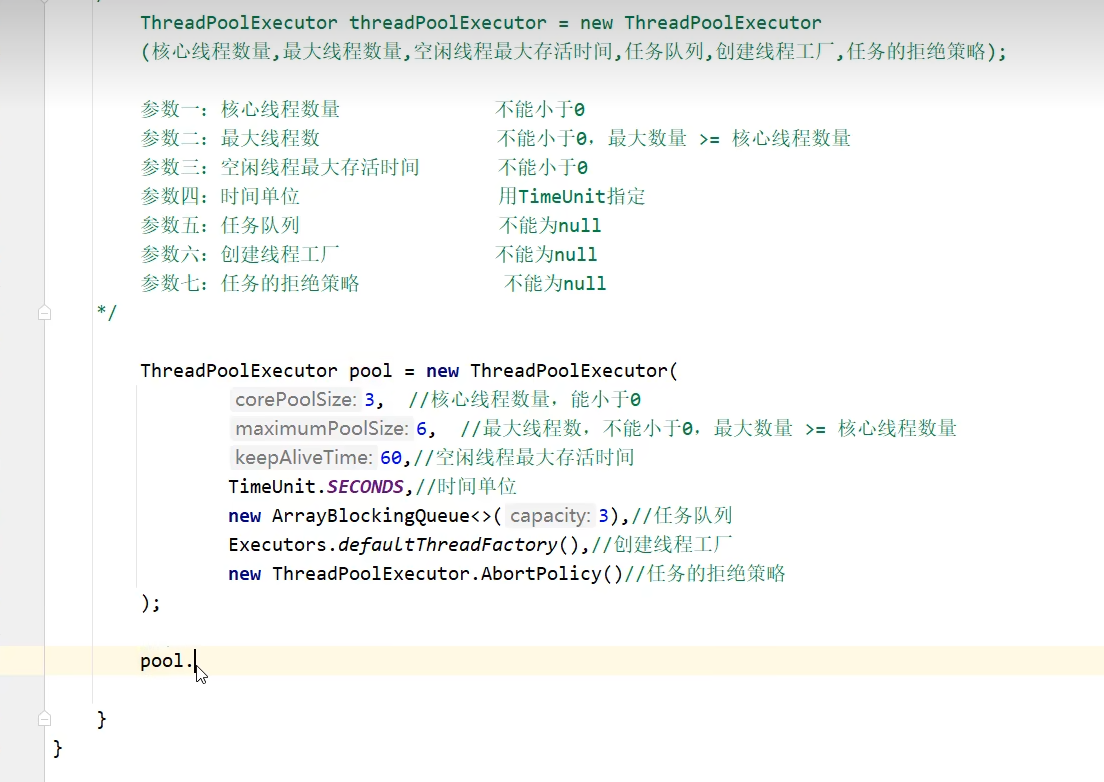 ThreadPoolExecutor threadPoolExecutor = new ThreadPoolExecutor
(核心线程数量,最大线程数量,空闲线程最大存活时间,任务队列,创建线程工厂,任务的拒绝策略);
参数一：核心线程数量 不能小于0
参数二：最大线程数 不能小于0，最大数量 >= 核心线程数量
参数三：空闲线程最大存活时间 不能小于0
参数四：时间单位 用TimeUnit指定
参数五：任务队列 不能为null
参数六：创建线程工厂 不能为null
参数七：任务的拒绝策略 不能为null
*/
ThreadPoolExecutor pool = new ThreadPoolExecutor(
corePoolSize: 3, //核心线程数量，能小于0
maximumPoolSize: 6, //最大线程数，不能小于0，最大数量 >= 核心线程数量
keepAliveTime: 60,//空闲线程最大存活时间
TimeUnit.SECONDS,//时间单位
new ArrayBlockingQueue<>( capacity: 3),//任务队列
Executors.defaultThreadFactory(),//创建线程工厂
new ThreadPoolExecutor.AbortPolicy()//任务的拒绝策略
);
pool.
}
}